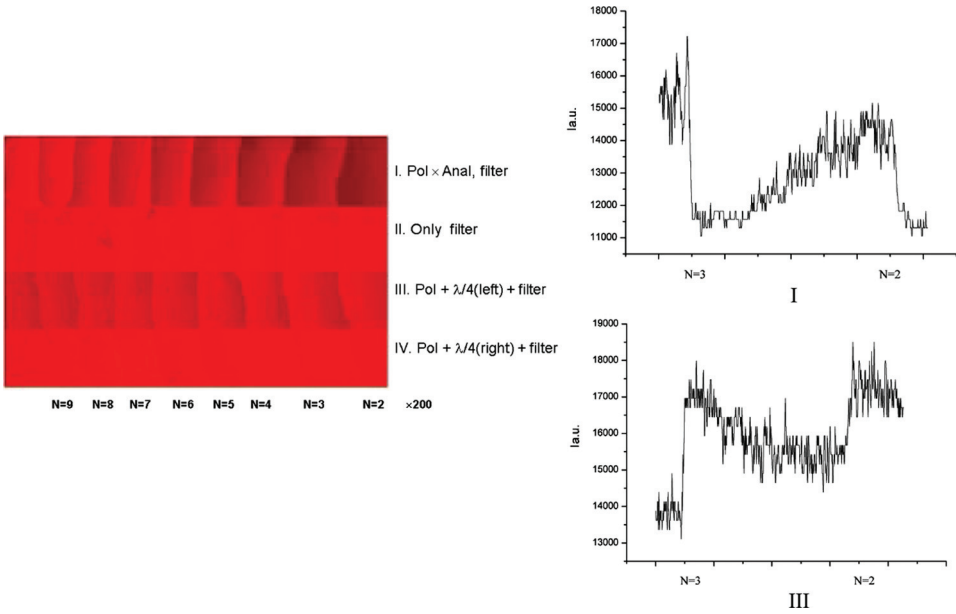 I. Pol × Anal, filter
II. Only filter
III. Pol + λ/4(left) + filter
IV. Pol + λ/4(right) + filter
N=9 N=8 N=7 N=6 N=5 N=4 N=3 N=2 ×200
18000
17000
16000
15000
14000
13000
12000
11000
Ia.u.
N=3 N=2
I
19000
18000
17000
16000
15000
14000
13000
Ia.u.
N=3 N=2
III